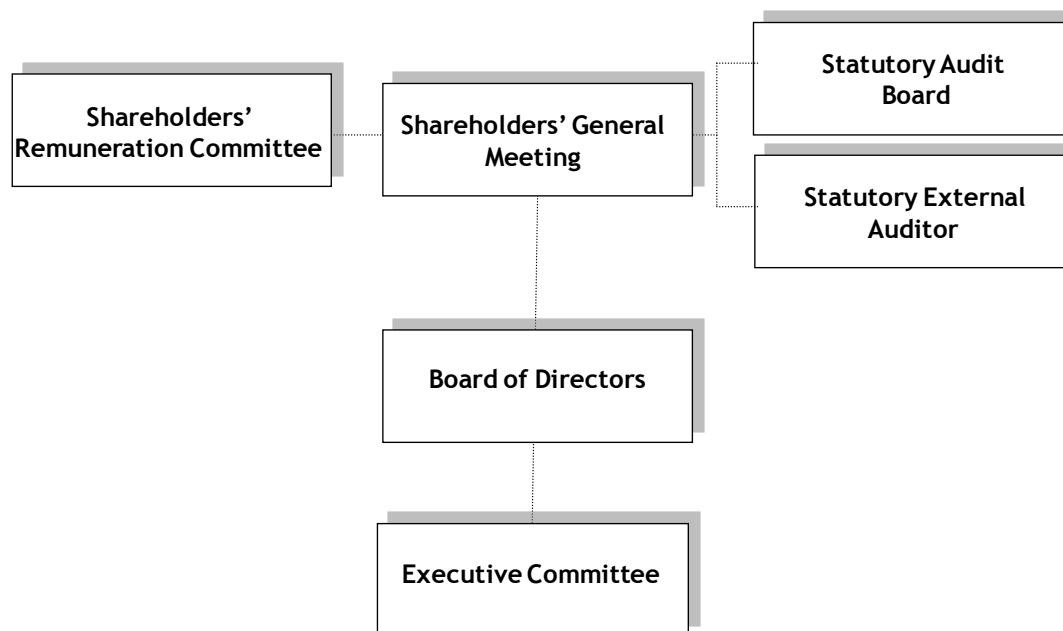 Shareholders’
Remuneration Committee
Shareholders’ General
Meeting
Statutory Audit
Board
Statutory External
Auditor
Board of Directors
Executive Committee